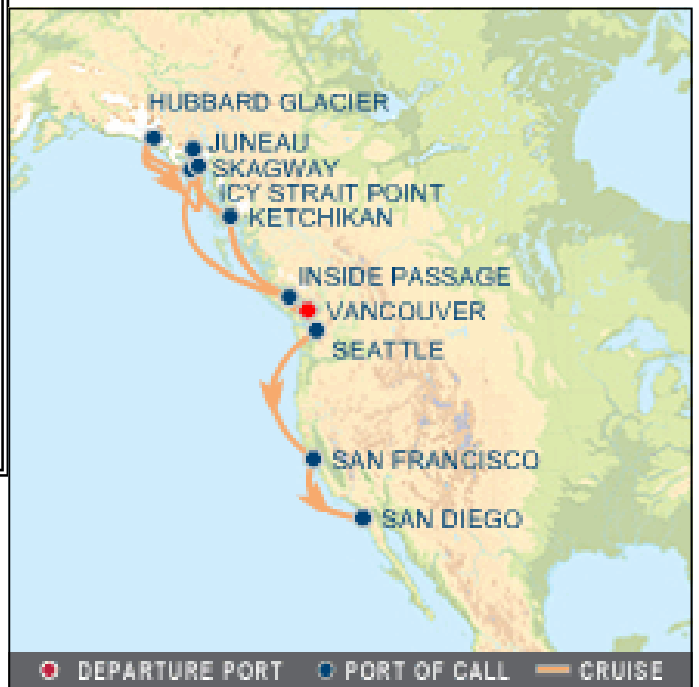 HUBBARD GLACIER
JUNEAU
SKAGWAY
ICY STRAIT POINT
KETCHIKAN
INSIDE PASSAGE
VANCOUVER
SEATTLE
SAN FRANCISCO
SAN DIEGO
DEPARTURE PORT PORT OF CALL CRUISE